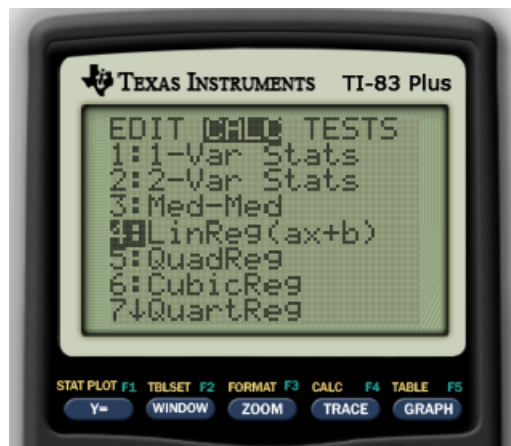 TEXAS INSTRUMENTS TI-83 Plus
EDIT CALC TESTS
1:1-Var Stats
2:2-Var Stats
3:Med-Med
4:LinReg(ax+b)
5:QuadReg
6:CubicReg
7↓QuartReg
STAT PLOT F1 TBLSET F2 FORMAT F3 CALC F4 TABLE F5
Y= WINDOW ZOOM TRACE GRAPH